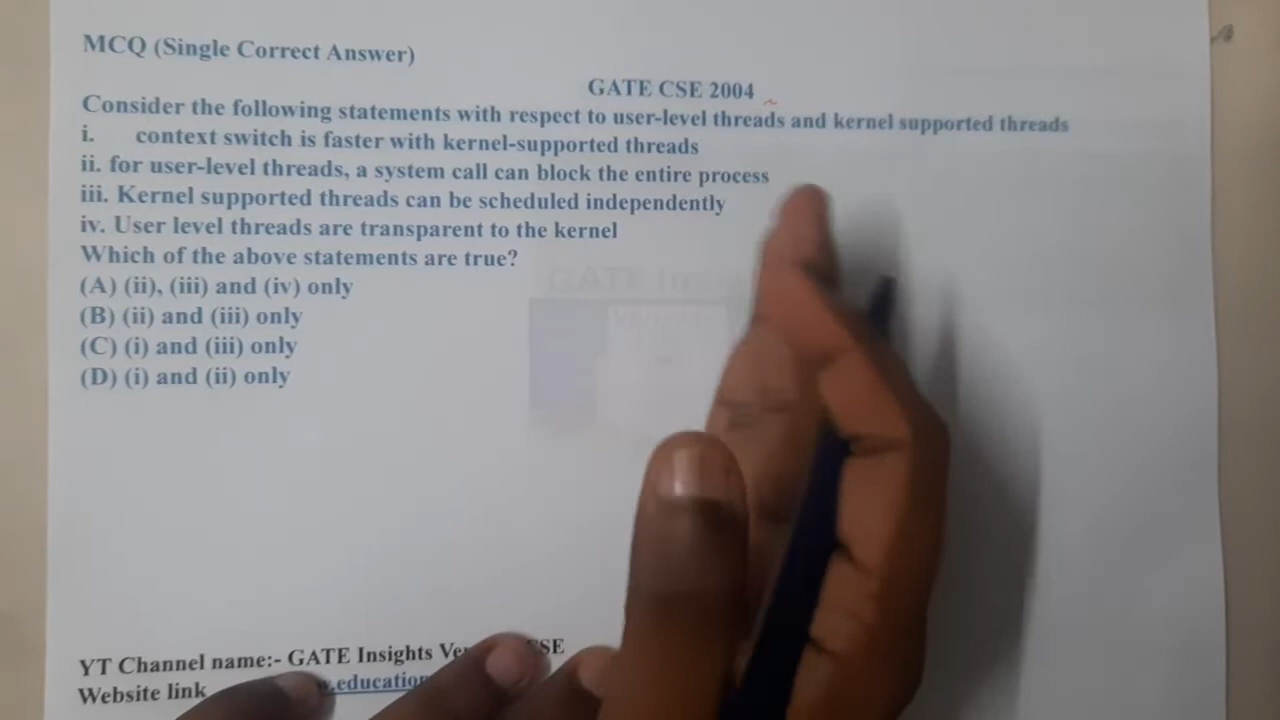 MCQ (Single Correct Answer)
GATE CSE 2004
Consider the following statements with respect to user-level threads and kernel supported threads
i. context switch is faster with kernel-supported threads
ii. for user-level threads, a system call can block the entire process
iii. Kernel supported threads can be scheduled independently
iv. User level threads are transparent to the kernel
Which of the above statements are true?
(A) (ii), (iii) and (iv) only
(B) (ii) and (iii) only
(C) (i) and (iii) only
(D) (i) and (ii) only
YT Channel name:- GATE Insights CSE
Website link